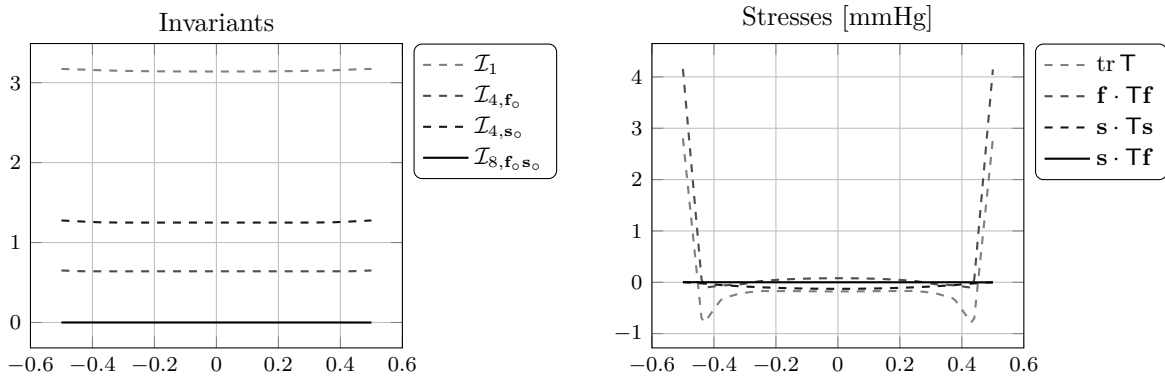 Invariants
3
2
1
0
−0.6 −0.4 −0.2 0 0.2 0.4 0.6
ℐ₁
ℐ₄,𝐟∘
ℐ₄,𝐬∘
ℐ₈,𝐟∘𝐬∘
Stresses [mmHg]
4
3
2
1
0
−1
−0.6 −0.4 −0.2 0 0.2 0.4 0.6
tr 𝖳
𝐟 · 𝖳𝐟
𝐬 · 𝖳𝐬
𝐬 · 𝖳𝐟